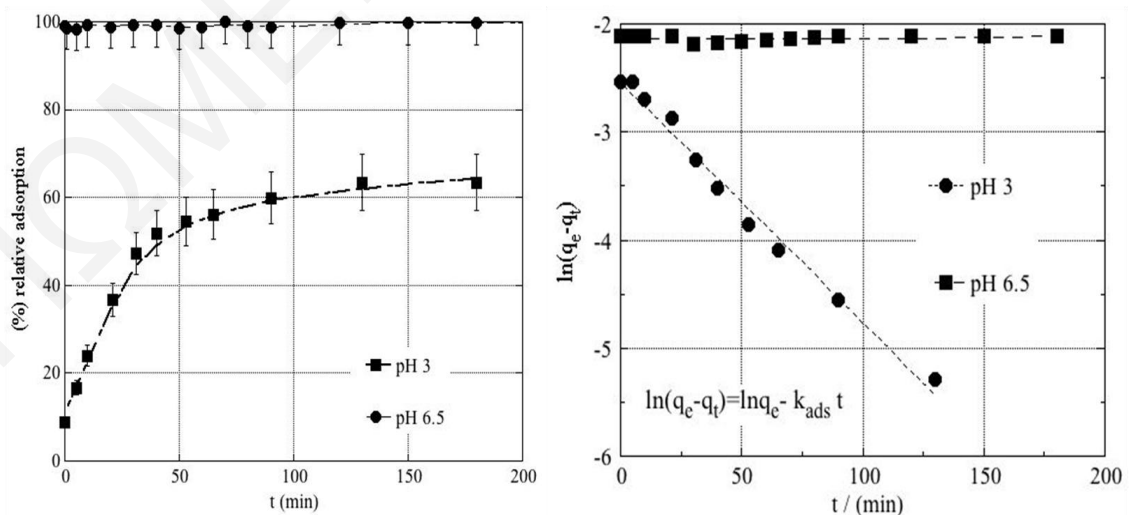 100
80
60
40
20
0
(%) relative adsorption
0
50
100
150
200
t (min)
pH 3
pH 6.5
-2
-3
-4
-5
-6
ln(qₑ-qₜ)
0
50
100
150
200
t / (min)
pH 3
pH 6.5
ln(qₑ-qₜ)=lnqₑ- k_ads t